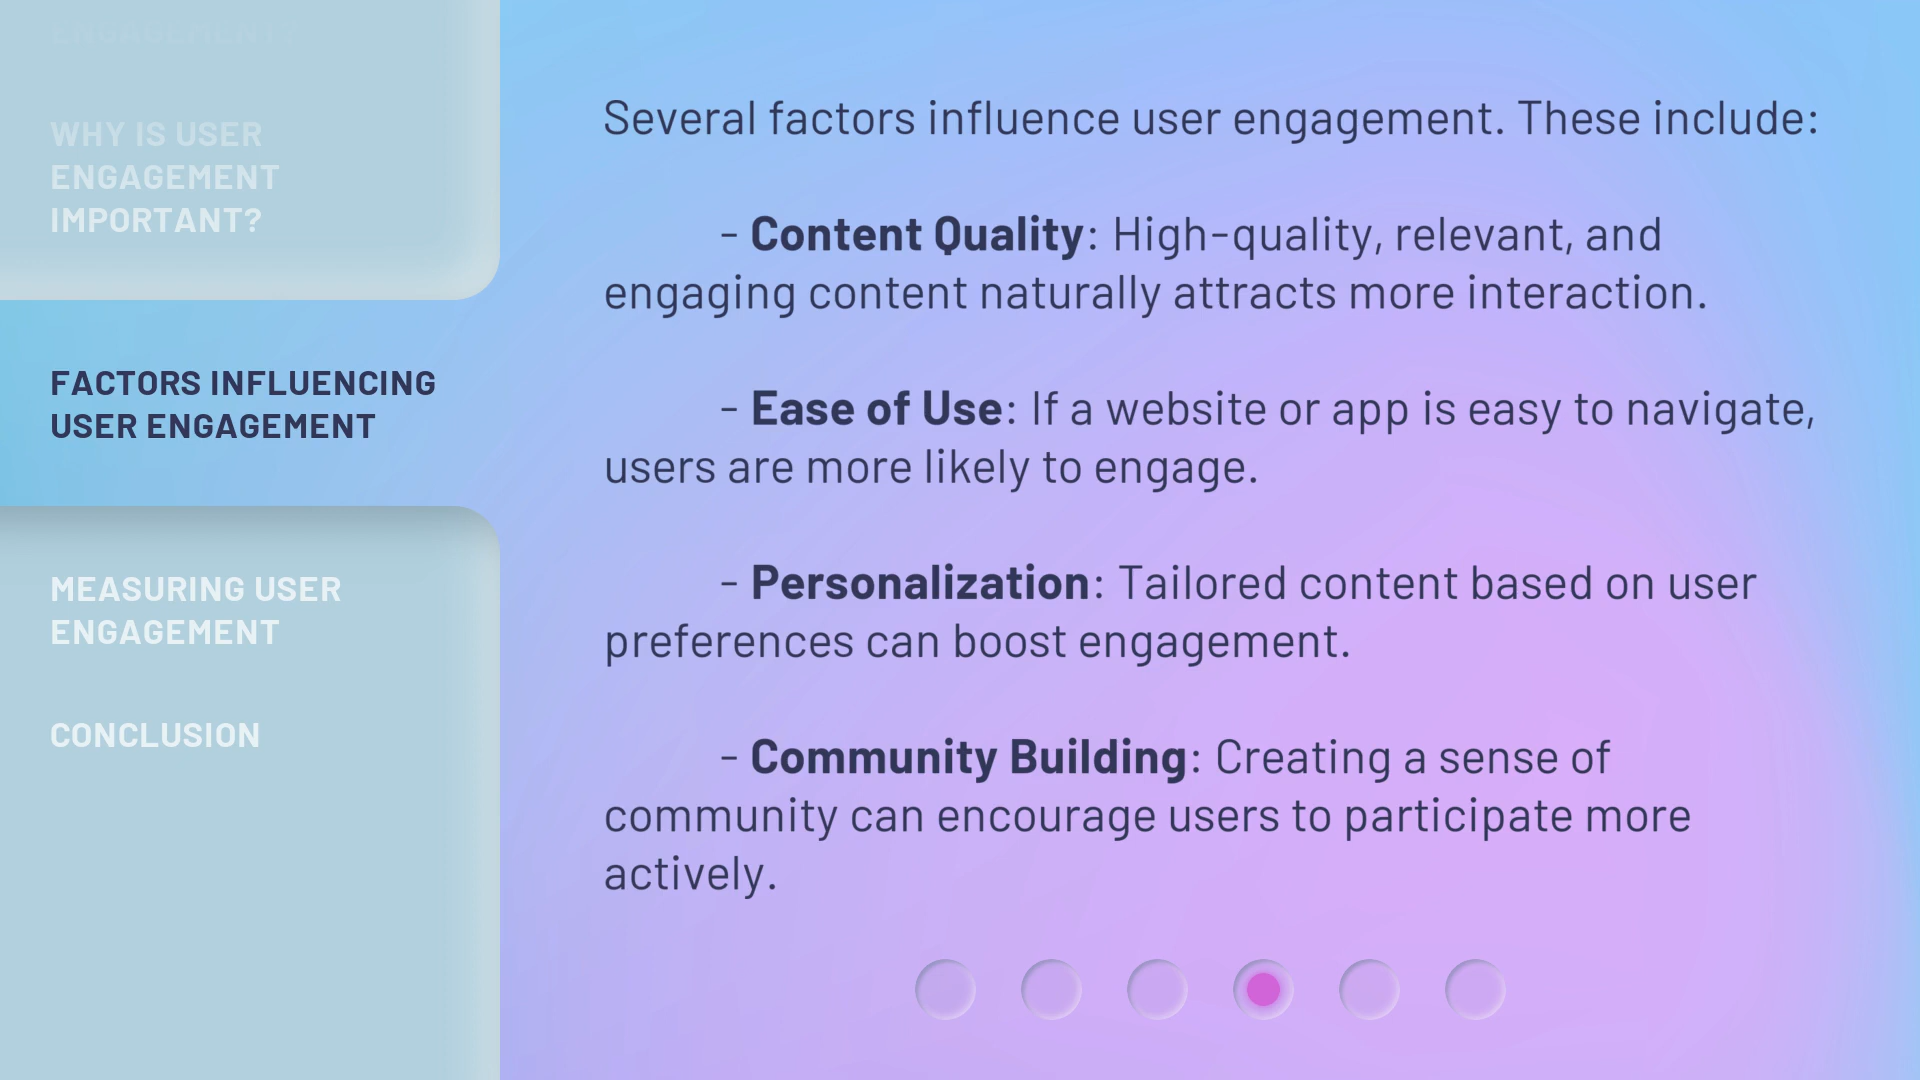 ENGAGEMENT?
WHY IS USER
ENGAGEMENT
IMPORTANT?
FACTORS INFLUENCING
USER ENGAGEMENT
MEASURING USER
ENGAGEMENT
CONCLUSION
Several factors influence user engagement. These include:
- Content Quality: High-quality, relevant, and
engaging content naturally attracts more interaction.
- Ease of Use: If a website or app is easy to navigate,
users are more likely to engage.
- Personalization: Tailored content based on user
preferences can boost engagement.
- Community Building: Creating a sense of
community can encourage users to participate more
actively.